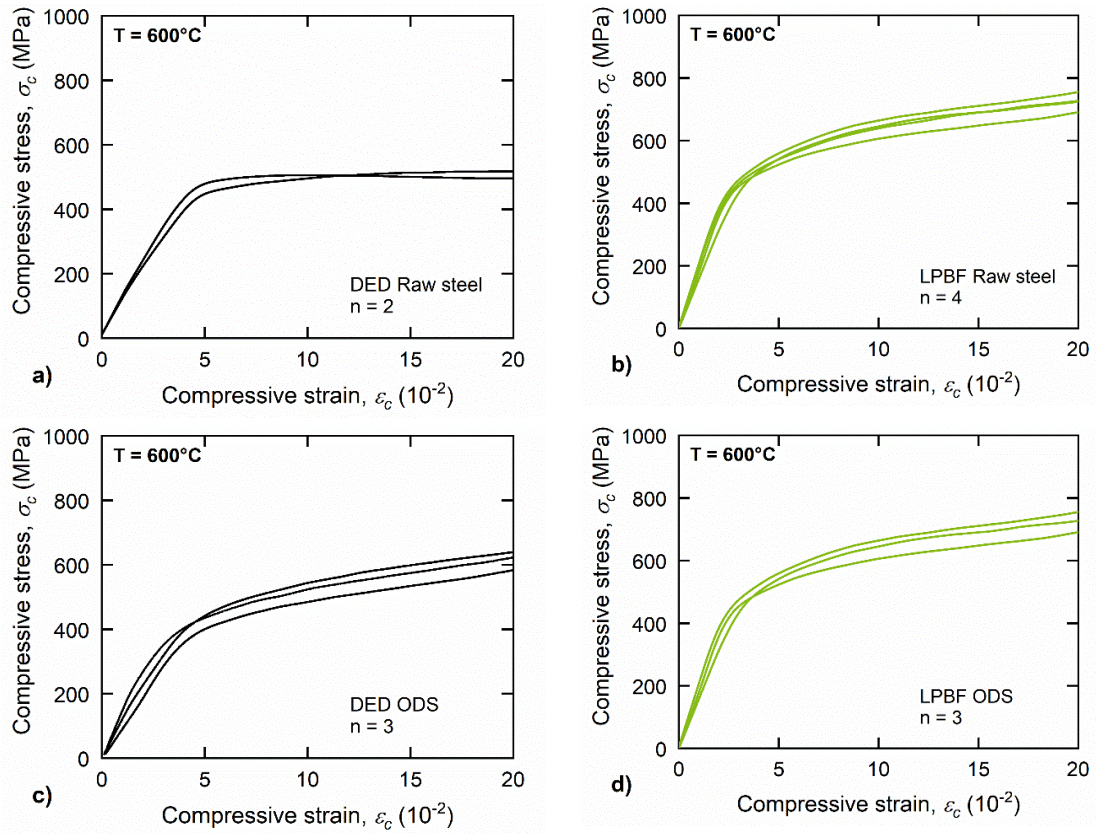 T = 600°C
Compressive stress, σc (MPa)
1000
800
600
400
200
0
0 5 10 15 20
DED Raw steel
n = 2
a)
Compressive strain, εc (10-2)
T = 600°C
Compressive stress, σc (MPa)
1000
800
600
400
200
0
0 5 10 15 20
LPBF Raw steel
n = 4
b)
Compressive strain, εc (10-2)
T = 600°C
Compressive stress, σc (MPa)
1000
800
600
400
200
0
0 5 10 15 20
DED ODS
n = 3
c)
Compressive strain, εc (10-2)
T = 600°C
Compressive stress, σc (MPa)
1000
800
600
400
200
0
0 5 10 15 20
LPBF ODS
n = 3
d)
Compressive strain, εc (10-2)